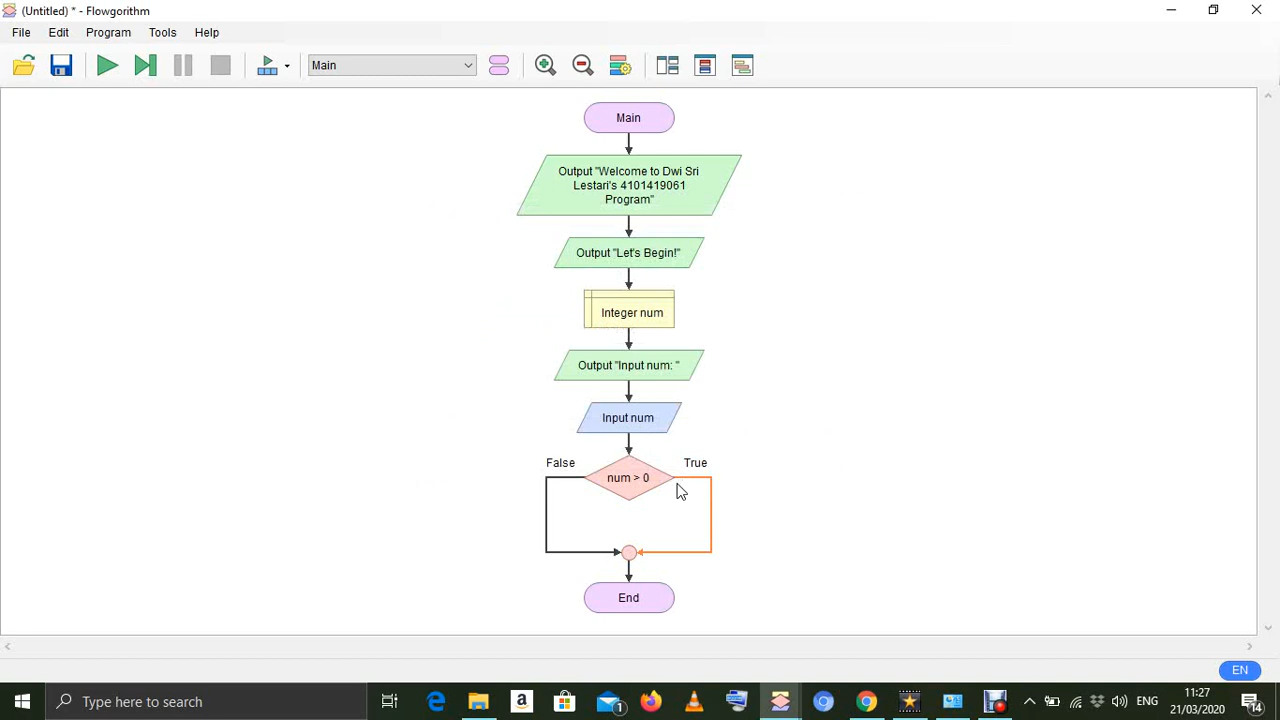 (Untitled) * - Flowgorithm
File Edit Program Tools Help
Main
Main
Output "Welcome to Dwi Sri
Lestari's 4101419061
Program"
Output "Let's Begin!"
Integer num
Output "Input num: "
Input num
False
True
num > 0
End
EN
Type here to search
1
ENG
11:27
21/03/2020
14